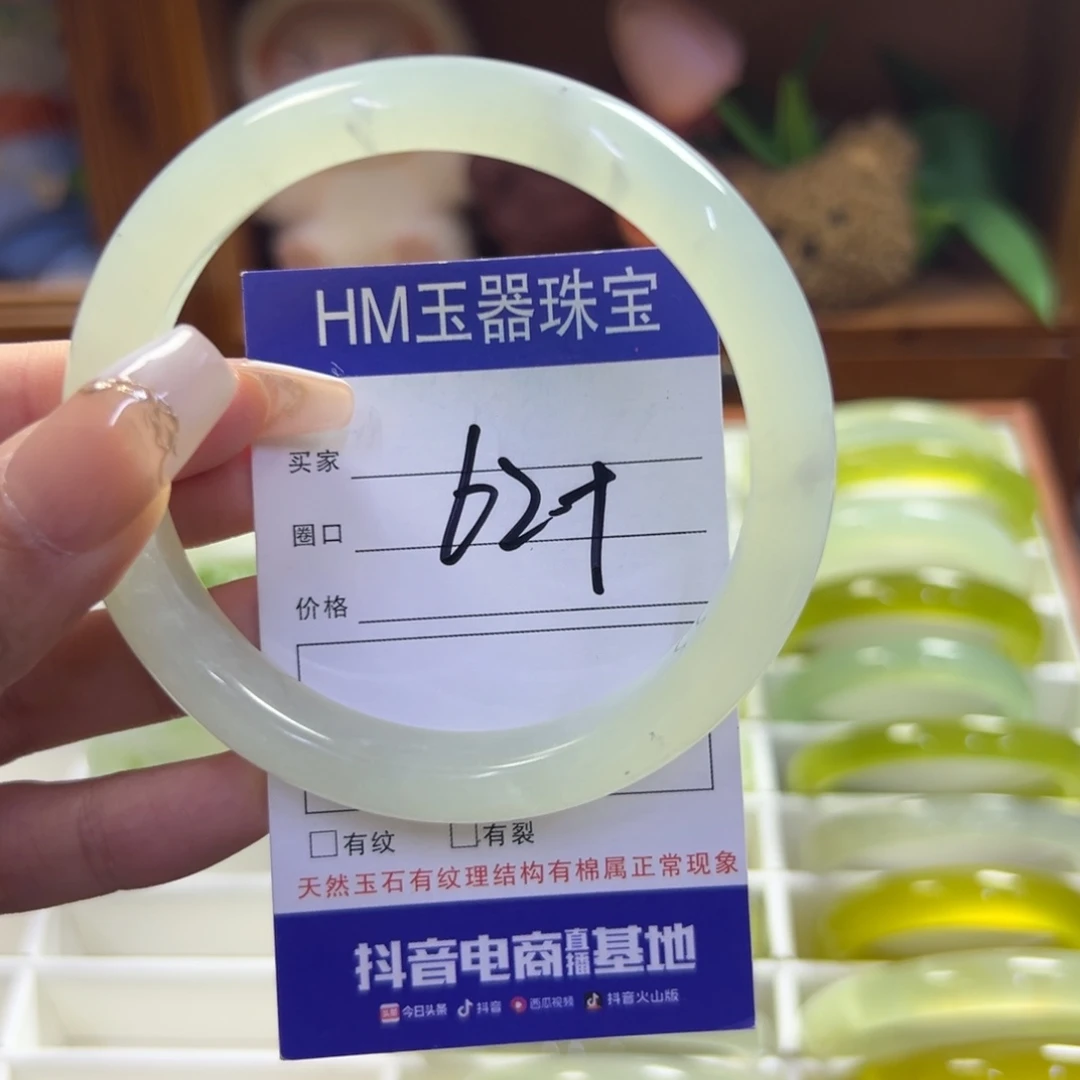 HM玉器珠宝
买家
圈口
价格
有纹 有裂
天然玉石有纹理结构有棉属正常现象
抖音电商直播基地
头条 今日头条 抖音 西瓜视频 抖音火山版